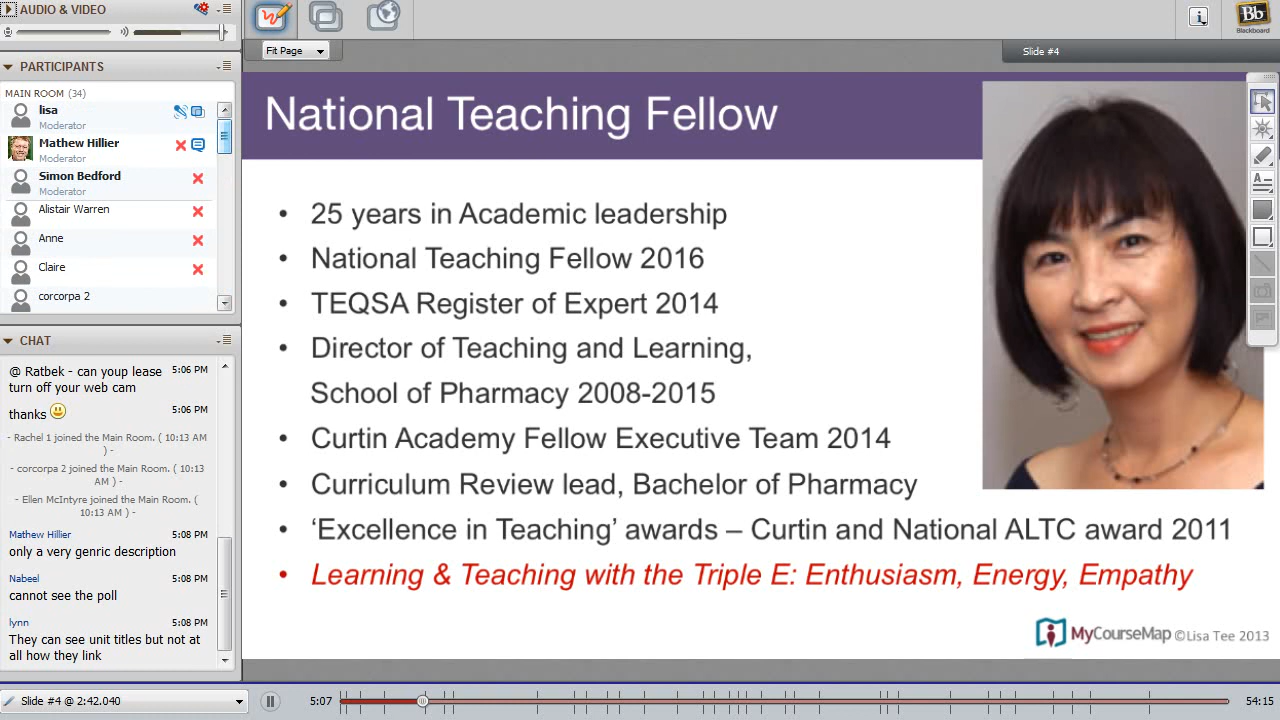 AUDIO & VIDEO
PARTICIPANTS
MAIN ROOM (34)
lisa
Moderator
Mathew Hillier
Moderator
Simon Bedford
Moderator
Alistair Warren
Anne
Claire
corcorpa 2
CHAT
@ Ratbek - can youp lease 5:06 PM
turn off your web cam
thanks 5:06 PM
- Rachel 1 joined the Main Room. ( 10:13 AM
) -
- corcorpa 2 joined the Main Room. ( 10:13
AM ) -
- Ellen McIntyre joined the Main Room. (
10:13 AM ) -
Mathew Hillier 5:08 PM
only a very genric description
Nabeel 5:08 PM
cannot see the poll
lynn 5:08 PM
They can see unit titles but not at
all how they link
Slide #4 @ 2:42.040
Fit Page
Slide #4
Bb
Blackboard
National Teaching Fellow
• 25 years in Academic leadership
• National Teaching Fellow 2016
• TEQSA Register of Expert 2014
• Director of Teaching and Learning,
School of Pharmacy 2008-2015
• Curtin Academy Fellow Executive Team 2014
• Curriculum Review lead, Bachelor of Pharmacy
• ‘Excellence in Teaching’ awards – Curtin and National ALTC award 2011
• Learning & Teaching with the Triple E: Enthusiasm, Energy, Empathy
MyCourseMap ©Lisa Tee 2013
5:07
54:15